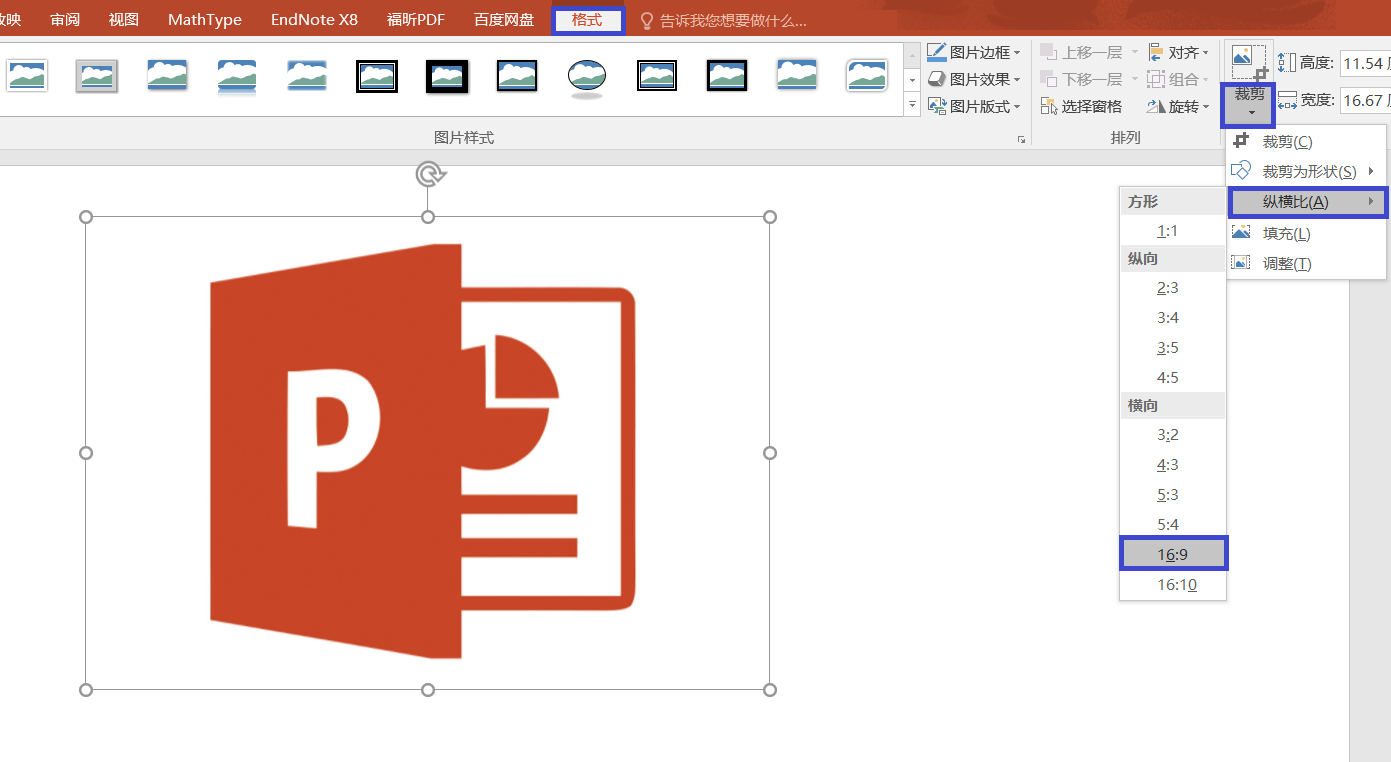 放映 审阅 视图 MathType EndNote X8 福昕PDF 百度网盘 格式 告诉我您想要做什么...
图片边框 上移一层 对齐 高度: 11.54
图片效果 下移一层 组合
裁剪 宽度: 16.67
图片版式 选择窗格 旋转
图片样式 排列
裁剪(C)
裁剪为形状(S)
纵横比(A)
填充(L)
调整(T)
方形
1:1
纵向
2:3
3:4
3:5
4:5
横向
3:2
4:3
5:3
5:4
16:9
16:10
P